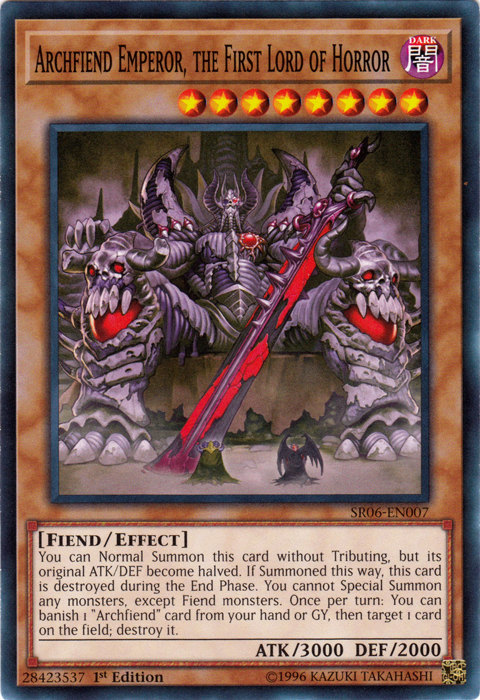 ARCHFIEND EMPEROR, THE FIRST LORD OF HORROR
DARK
闇
SR06-EN007
[FIEND/EFFECT]
You can Normal Summon this card without Tributing, but its
original ATK/DEF become halved. If Summoned this way, this card
is destroyed during the End Phase. You cannot Special Summon
any monsters, except Fiend monsters. Once per turn: You can
banish 1 "Archfiend" card from your hand or GY, then target 1 card
on the field; destroy it.
ATK/3000 DEF/2000
28423537 1st Edition ©1996 KAZUKI TAKAHASHI